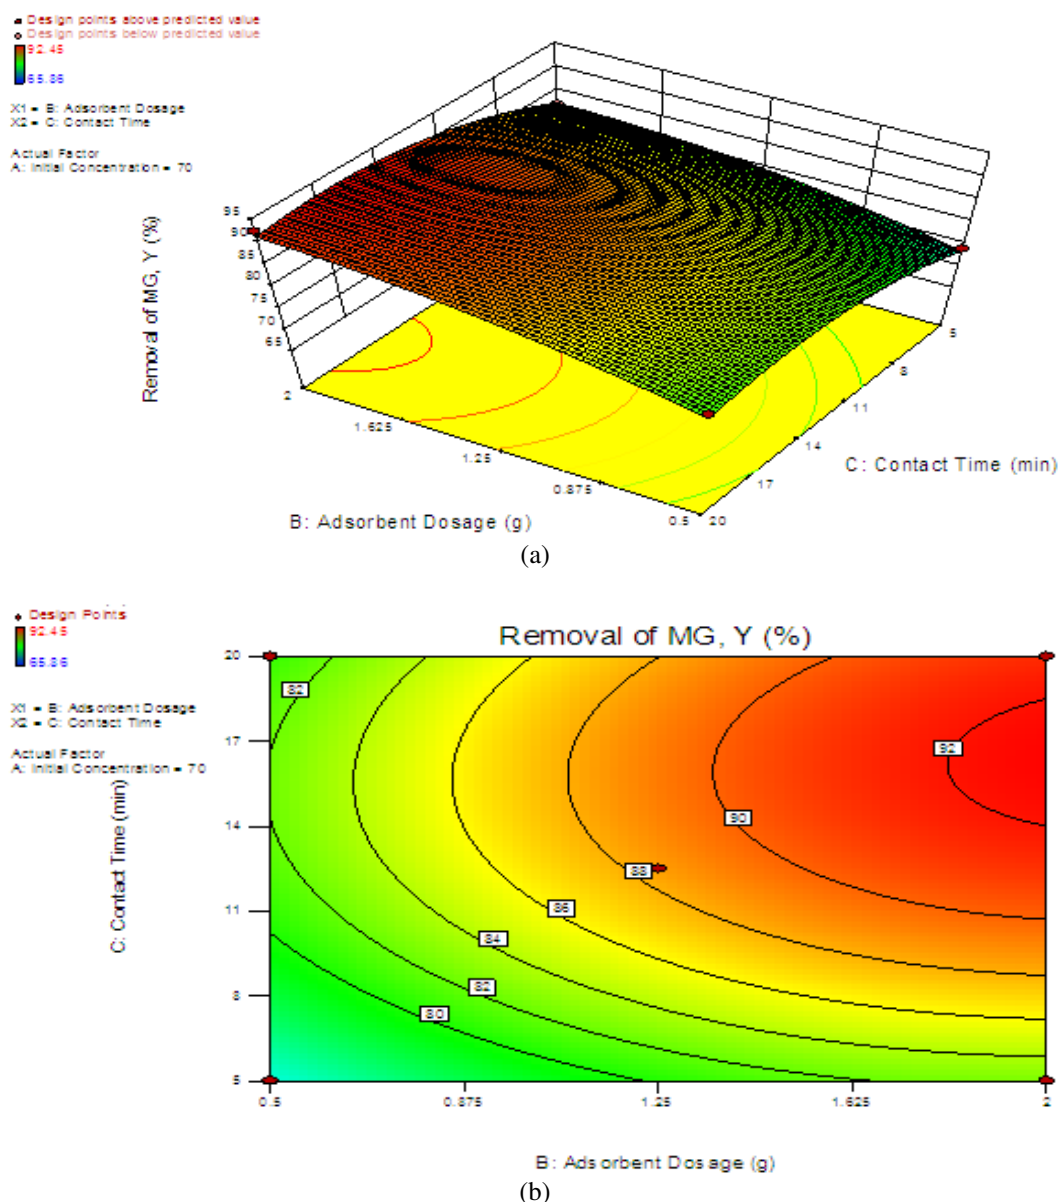 Design points above predicted value
Design points below predicted value
92.45
65.86
X1 = B: Adsorbent Dosage
X2 = C: Contact Time
Actual Factor
A: Initial Concentration = 70
Removal of MG, Y (%)
95
90
85
80
75
70
65
2
1.625
1.25
0.875
0.5
20
17
14
11
8
5
B: Adsorbent Dosage (g)
C: Contact Time (min)
(a)
Design Points
92.45
65.86
X1 = B: Adsorbent Dosage
X2 = C: Contact Time
Actual Factor
A: Initial Concentration = 70
Removal of MG, Y (%)
C: Contact Time (min)
20
17
14
11
8
5
82
92
90
88
86
84
82
80
0.5
0.875
1.25
1.625
2
B: Adsorbent Dosage (g)
(b)